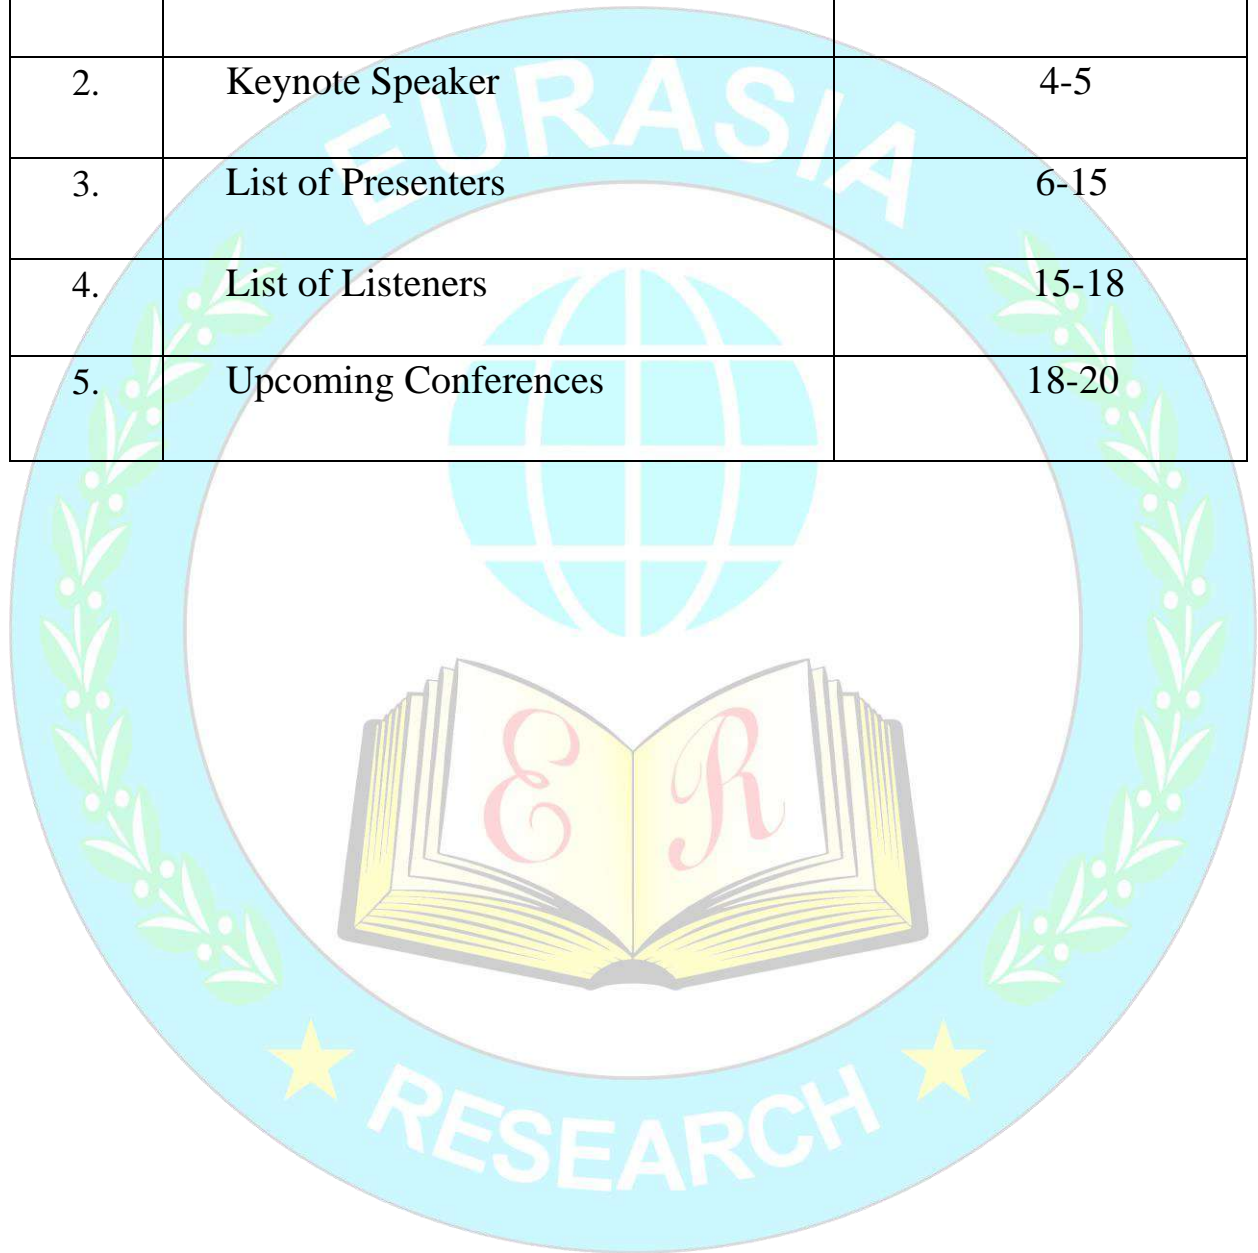 2. Keynote Speaker 4-5
3. List of Presenters 6-15
4. List of Listeners 15-18
5. Upcoming Conferences 18-20
EURASIA
E R
RESEARCH